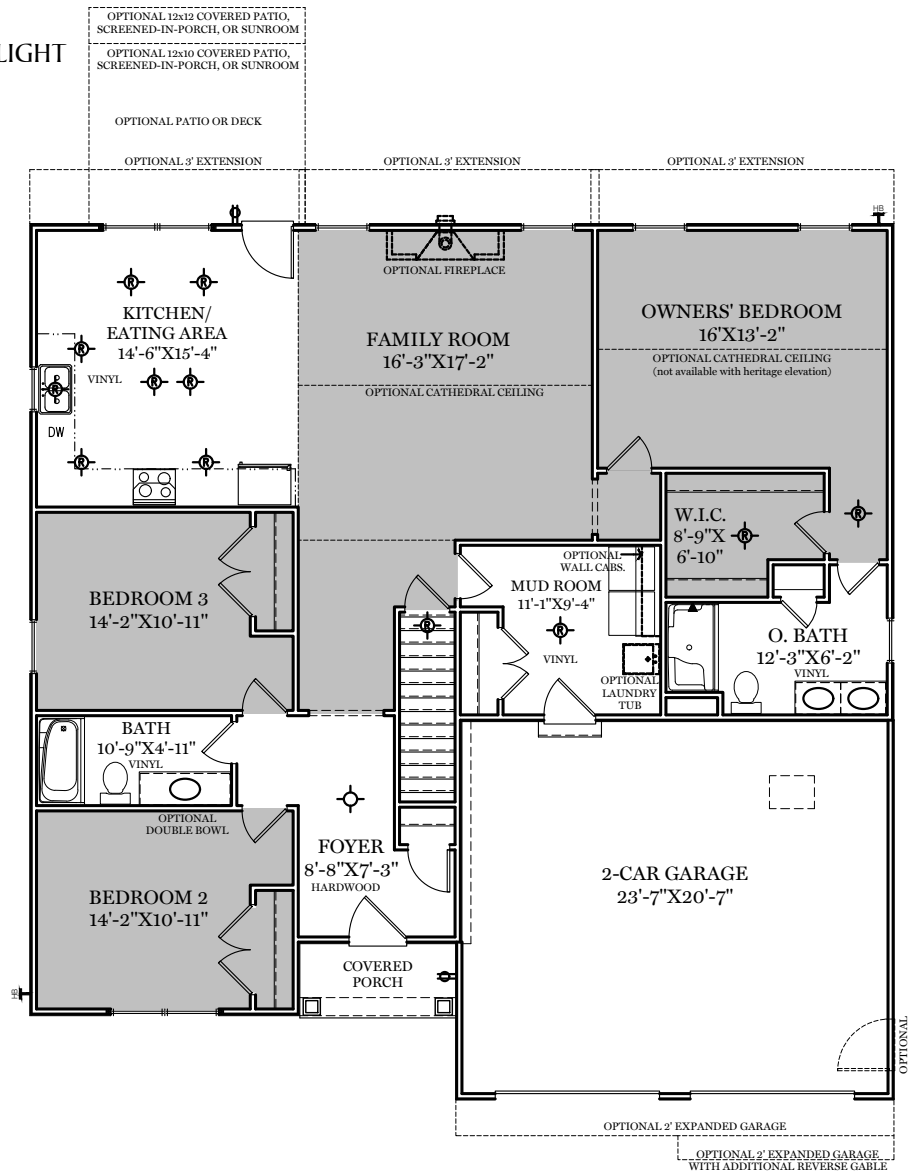 OPTIONAL 12x12 COVERED PATIO,
SCREENED-IN-PORCH, OR SUNROOM
LIGHT
OPTIONAL 12x10 COVERED PATIO,
SCREENED-IN-PORCH, OR SUNROOM
OPTIONAL PATIO OR DECK
OPTIONAL 3' EXTENSION
OPTIONAL 3' EXTENSION
OPTIONAL 3' EXTENSION
HB
OPTIONAL FIREPLACE
R
R
KITCHEN/
EATING AREA
14'-6"X15'-4"
R
VINYL
R
R
R
DW
R
R
FAMILY ROOM
16'-3"X17'-2"
OPTIONAL CATHEDRAL CEILING
OWNERS' BEDROOM
16'X13'-2"
OPTIONAL CATHEDRAL CEILING
(not available with heritage elevation)
W.I.C.
8'-9"X
6'-10"
R
R
BEDROOM 3
14'-2"X10'-11"
OPTIONAL
WALL CABS.
MUD ROOM
11'-1"X9'-4"
R
R
VINYL
OPTIONAL
LAUNDRY
TUB
O. BATH
12'-3"X6'-2"
VINYL
BATH
10'-9"X4'-11"
VINYL
OPTIONAL
DOUBLE BOWL
FOYER
8'-8"X7'-3"
HARDWOOD
2-CAR GARAGE
23'-7"X20'-7"
BEDROOM 2
14'-2"X10'-11"
COVERED
PORCH
HB
OPTIONAL
OPTIONAL 2' EXPANDED GARAGE
OPTIONAL 2' EXPANDED GARAGE
WITH ADDITIONAL REVERSE GABLE